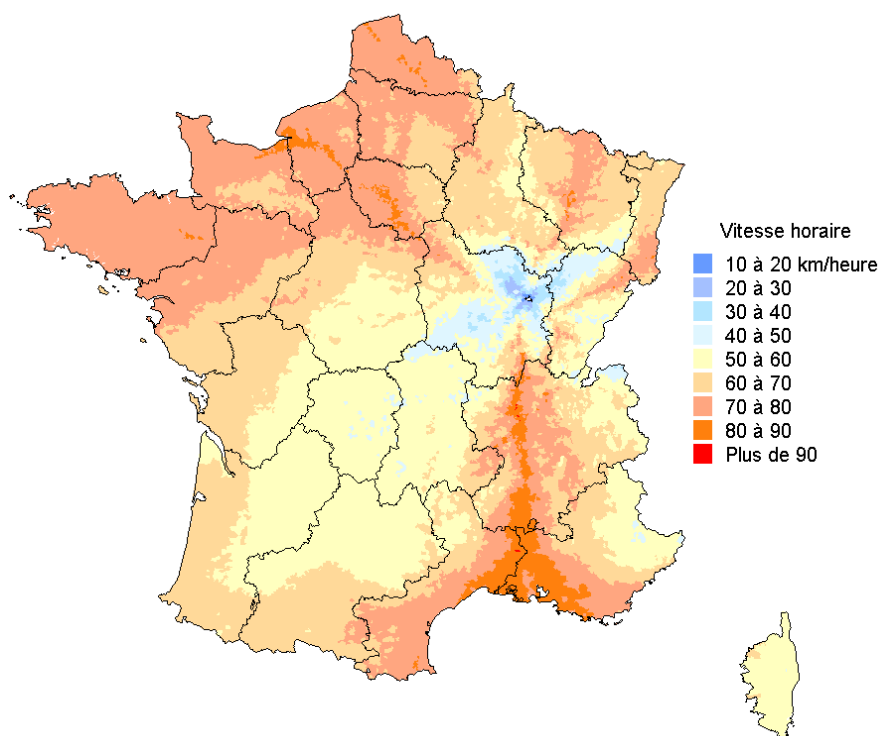 Vitesse horaire
10 à 20 km/heure
20 à 30
30 à 40
40 à 50
50 à 60
60 à 70
70 à 80
80 à 90
Plus de 90